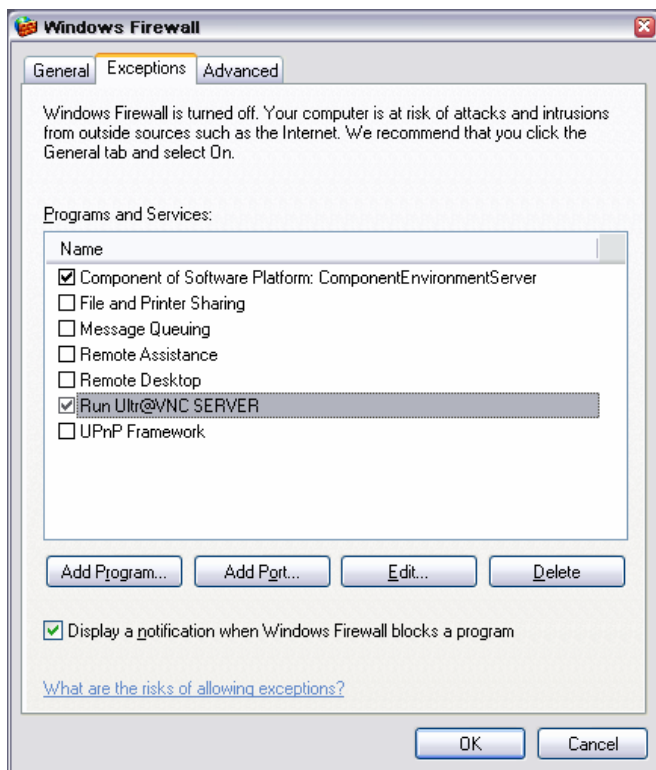 Windows Firewall
General
Exceptions
Advanced
Windows Firewall is turned off. Your computer is at risk of attacks and intrusions
from outside sources such as the Internet. We recommend that you click the
General tab and select On.
Programs and Services:
Name
Component of Software Platform: ComponentEnvironmentServer
File and Printer Sharing
Message Queuing
Remote Assistance
Remote Desktop
Run Ultr@VNC SERVER
UPnP Framework
Add Program...
Add Port...
Edit...
Delete
Display a notification when Windows Firewall blocks a program
What are the risks of allowing exceptions?
OK
Cancel